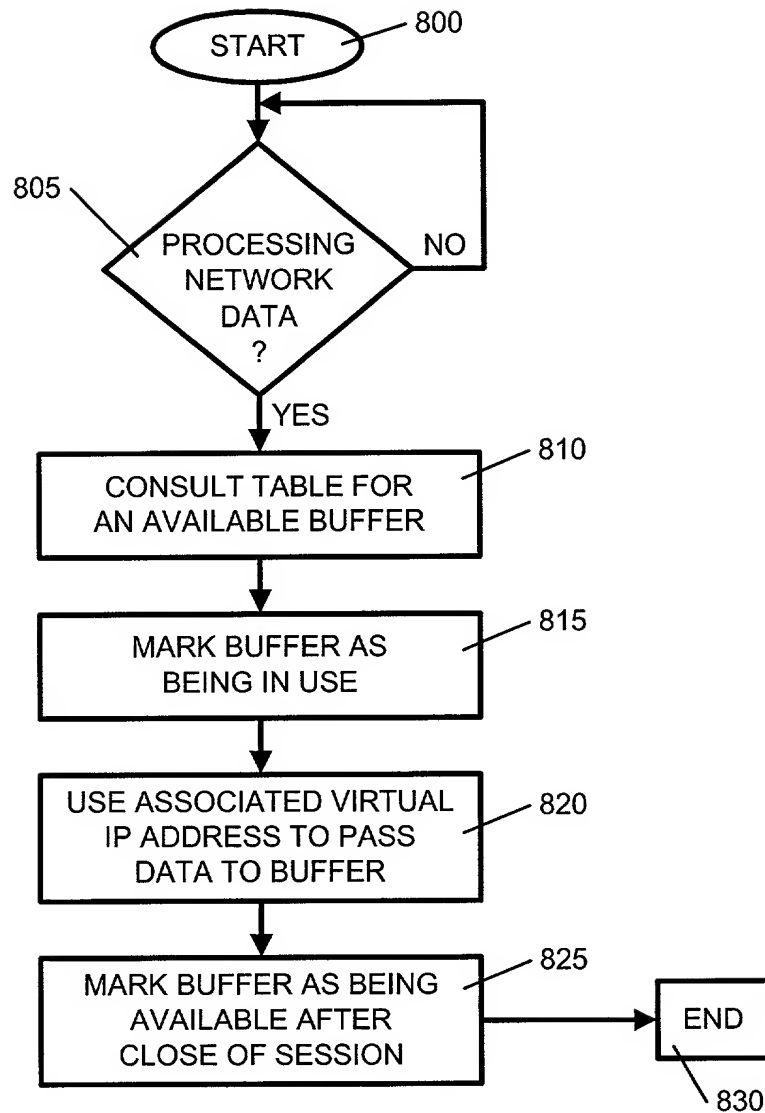 START
800
805
PROCESSING
NETWORK
DATA
?
NO
YES
810
CONSULT TABLE FOR
AN AVAILABLE BUFFER
815
MARK BUFFER AS
BEING IN USE
820
USE ASSOCIATED VIRTUAL
IP ADDRESS TO PASS
DATA TO BUFFER
825
MARK BUFFER AS BEING
AVAILABLE AFTER
CLOSE OF SESSION
END
830